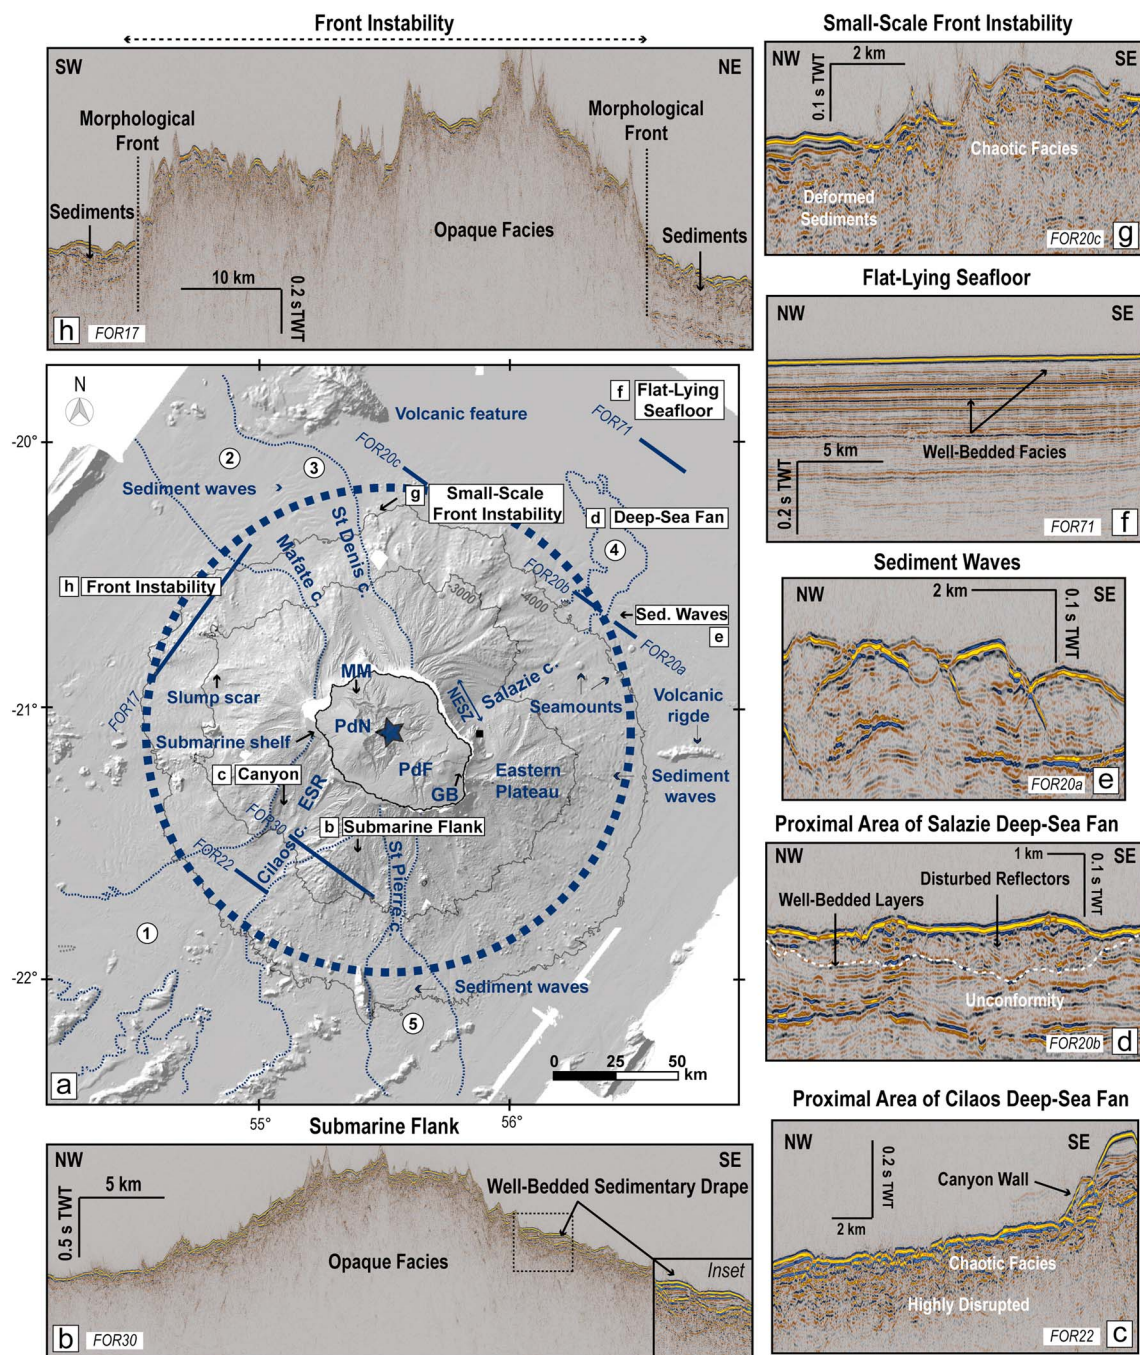 Front Instability
SW
NE
Morphological
Front
Morphological
Front
Sediments
Opaque Facies
Sediments
10 km
0.2 sTWT
h
FOR17
Small-Scale Front Instability
NW
2 km
SE
0.1 s TWT
Chaotic Facies
Deformed
Sediments
FOR20c
g
Flat-Lying Seafloor
NW
SE
Well-Bedded Facies
5 km
0.2 s TWT
FOR71
f
Sediment Waves
NW
2 km
SE
0.1 s TWT
FOR20a
e
Proximal Area of Salazie Deep-Sea Fan
NW
1 km
SE
0.1 s TWT
Disturbed Reflectors
Well-Bedded Layers
Unconformity
FOR20b
d
Proximal Area of Cilaos Deep-Sea Fan
NW
SE
0.2 s TWT
Canyon Wall
2 km
Chaotic Facies
Highly Disrupted
FOR22
c
N
-20°
-21°
-22°
55°
56°
Volcanic feature
f Flat-Lying
Seafloor
FOR71
FOR20c
2
3
Sediment waves
g Small-Scale
Front Instability
d Deep-Sea Fan
4
St Denis c.
Mafate c.
h Front Instability
FOR20b
-3000
-4000
Sed. Waves
e
FOR20a
MM
Salazie c.
NESZ
Slump scar
Seamounts
Volcanic
rigde
FOR17
PdN
Submarine shelf
PdF
Eastern
Plateau
GB
Sediment
waves
c Canyon
ESR
FOR30
b Submarine Flank
FOR22
Cilaos c.
St Pierre c.
1
Sediment waves
5
0 25 50
km
a
Submarine Flank
NW
SE
5 km
0.5 s TWT
Well-Bedded Sedimentary Drape
Opaque Facies
Inset
b
FOR30